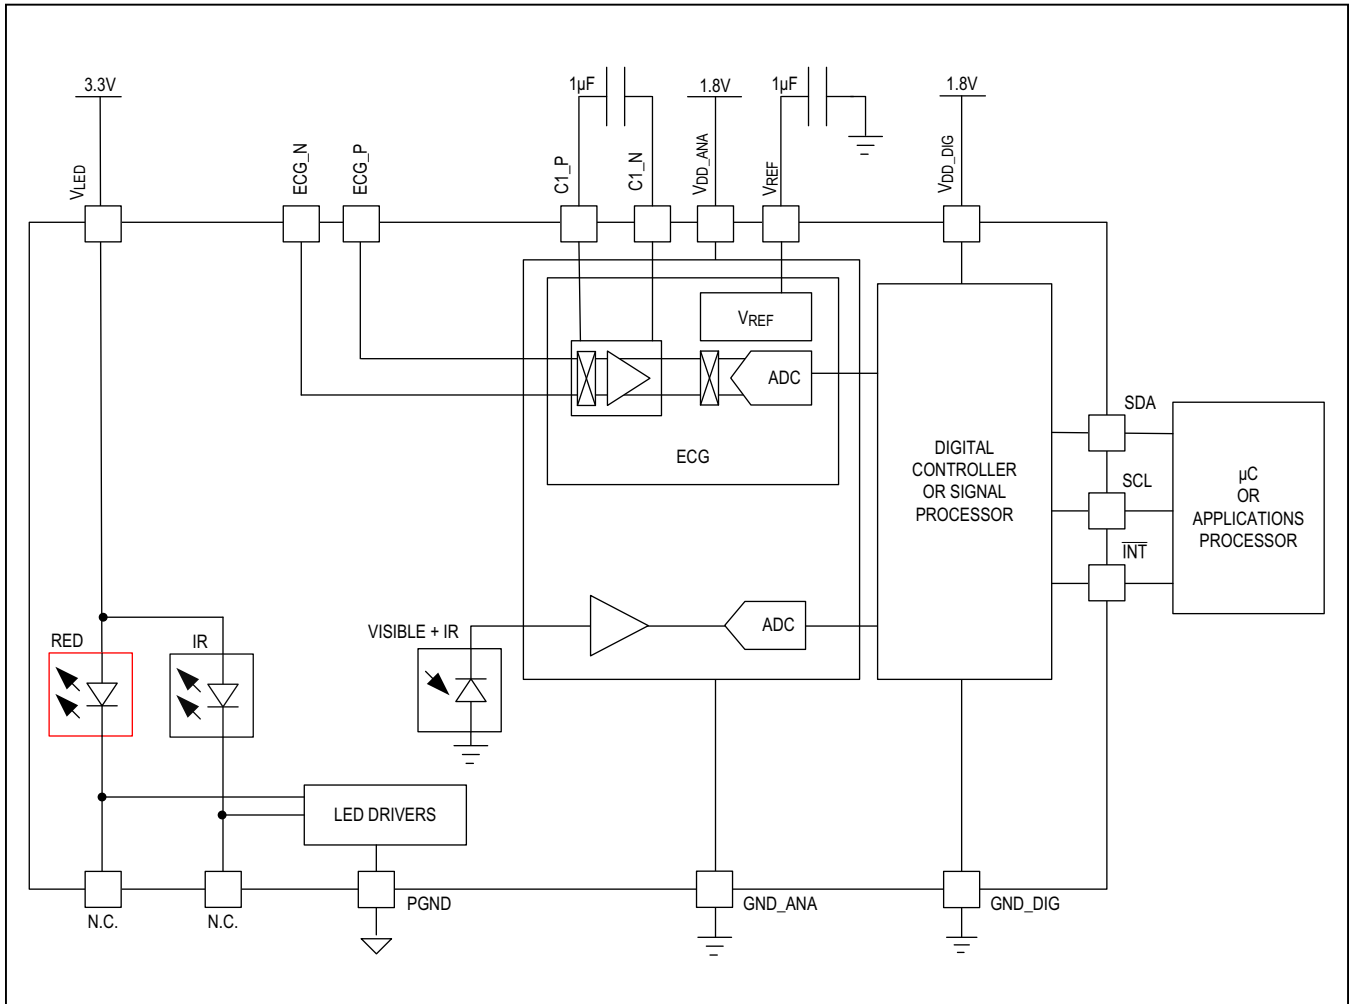 3.3V
1µF
1.8V
1µF
1.8V
VLED
ECG_N
ECG_P
C1_P
C1_N
VDD_ANA
VREF
VDD_DIG
VREF
ADC
ECG
DIGITAL
CONTROLLER
OR SIGNAL
PROCESSOR
SDA
SCL
INT
µC
OR
APPLICATIONS
PROCESSOR
RED
IR
VISIBLE + IR
ADC
LED DRIVERS
N.C.
N.C.
PGND
GND_ANA
GND_DIG